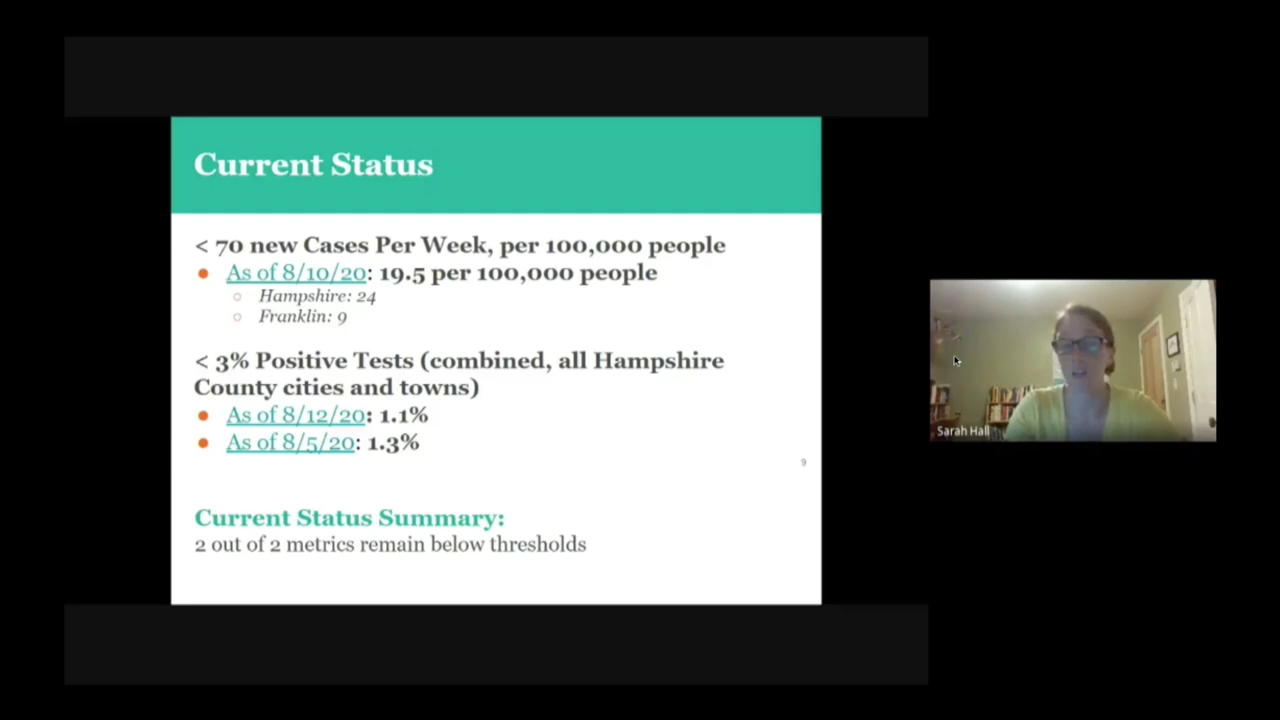 Current Status
< 70 new Cases Per Week, per 100,000 people
● As of 8/10/20: 19.5 per 100,000 people
○ Hampshire: 24
○ Franklin: 9
< 3% Positive Tests (combined, all Hampshire
County cities and towns)
● As of 8/12/20: 1.1%
● As of 8/5/20: 1.3%
9
Current Status Summary:
2 out of 2 metrics remain below thresholds
Sarah Hall